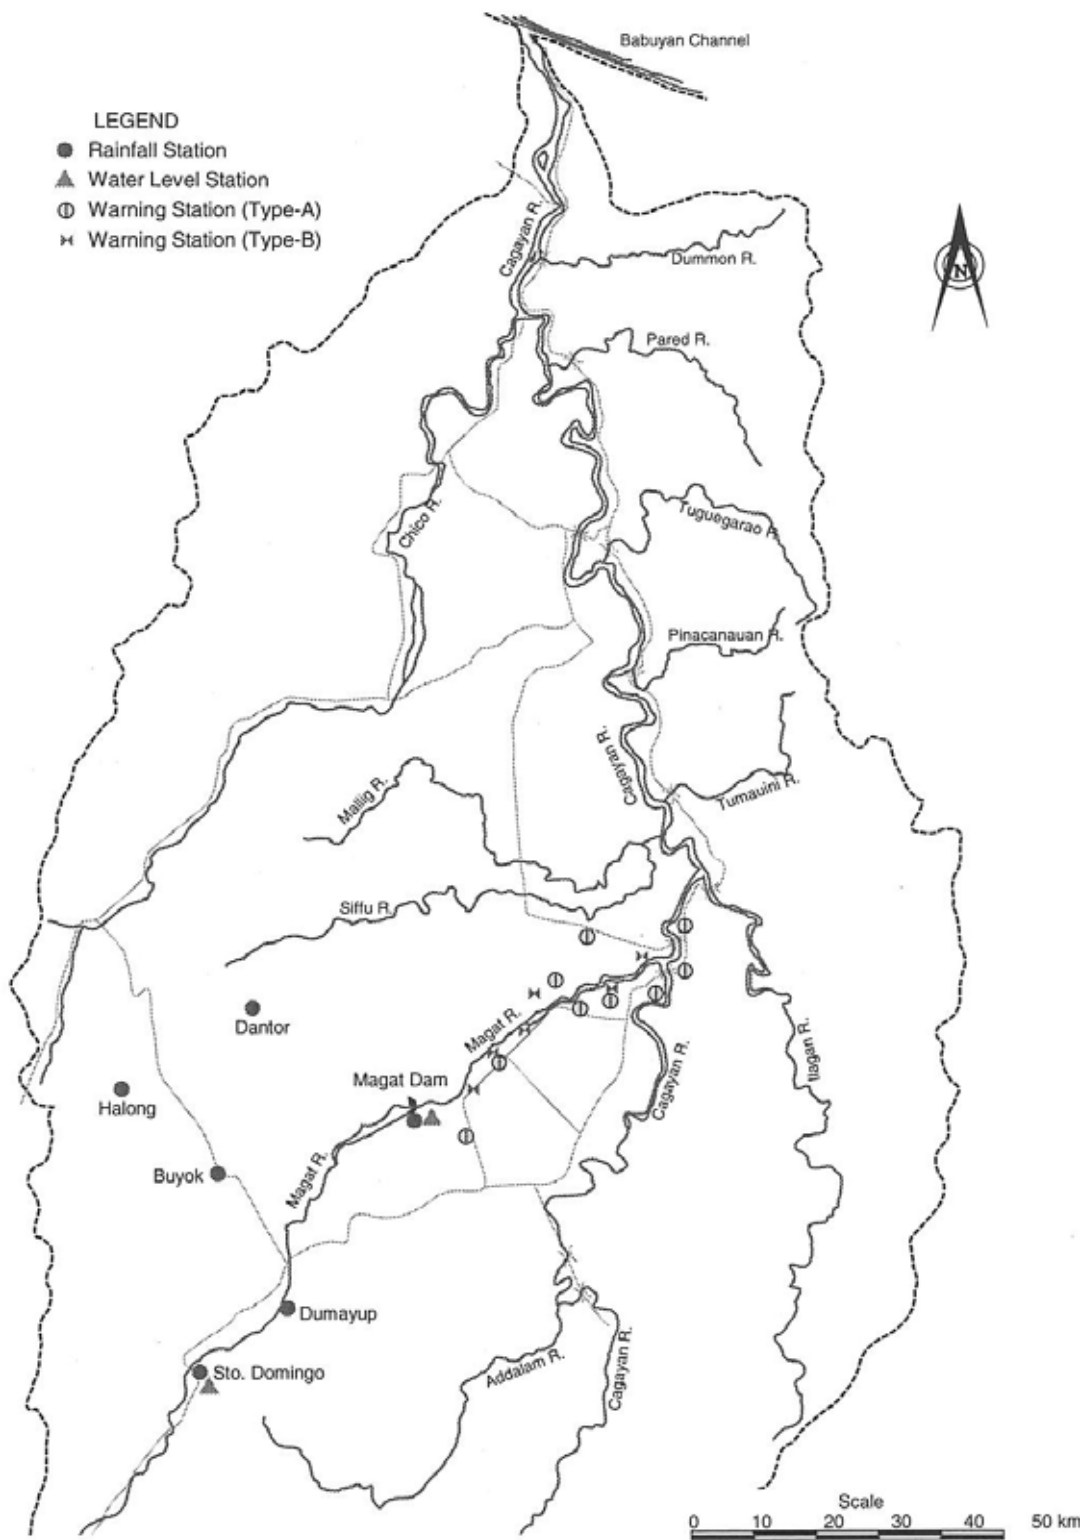 Babuyan Channel
LEGEND
Rainfall Station
Water Level Station
Warning Station (Type-A)
Warning Station (Type-B)
N
Cagayan R.
Dummon R.
Pared R.
Chico R.
Tuguegarao R.
Pinacanauan R.
Cagayan R.
Tumauini R.
Mallig R.
Siffu R.
Dantor
Magat R.
Ilagan R.
Cagayan R.
Magat Dam
Halong
Buyok
Magat R.
Dumayup
Sto. Domingo
Addalam R.
Cagayan R.
Scale
0 10 20 30 40 50 km